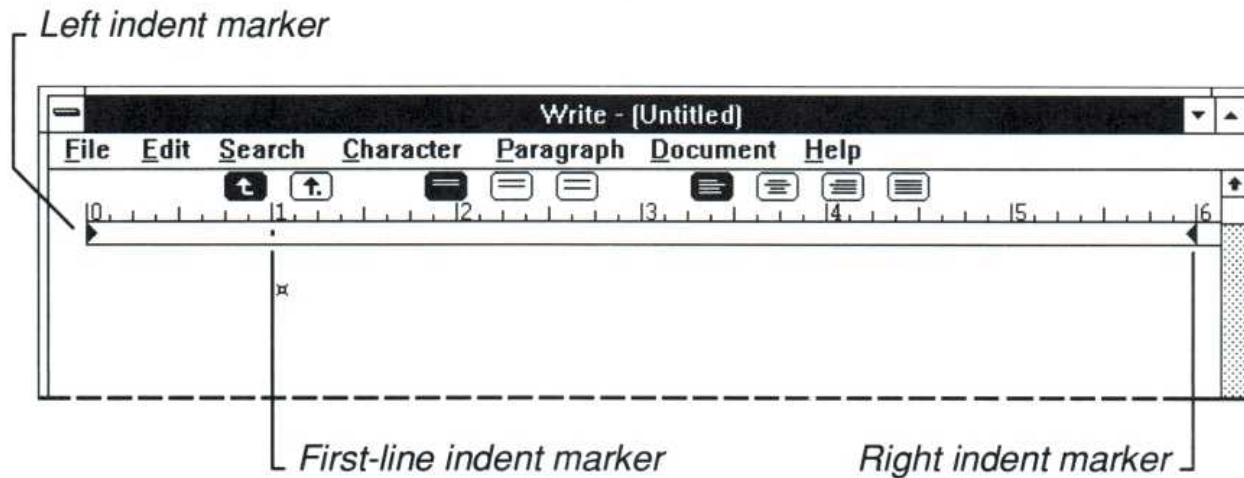 Left indent marker
Write - (Untitled)
File Edit Search Character Paragraph Document Help
0 1 2 3 4 5 6
First-line indent marker
Right indent marker